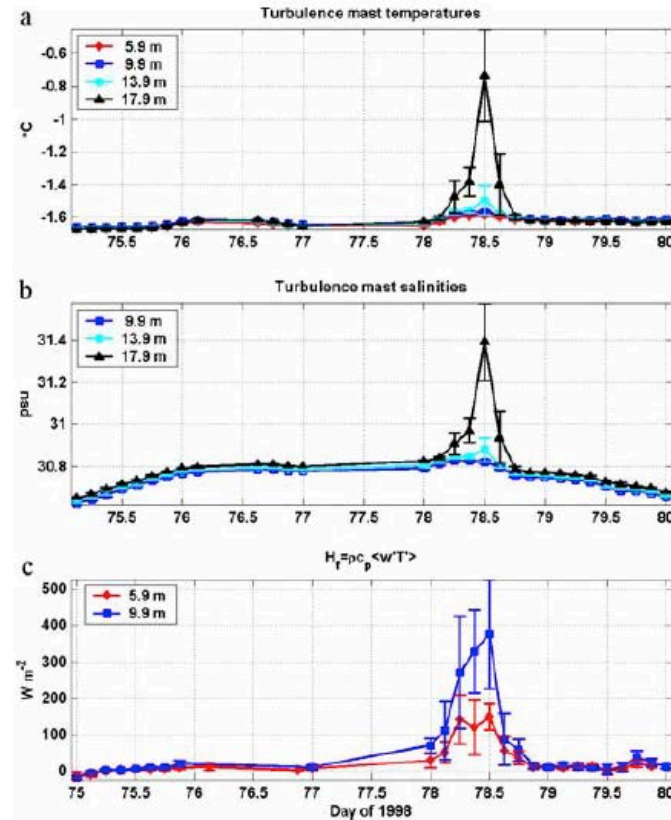 a
Turbulence mast temperatures
5.9 m
9.9 m
13.9 m
17.9 m
-0.6
-0.8
-1
-1.2
-1.4
-1.6
°C
75.5 76 76.5 77 77.5 78 78.5 79 79.5 80
b
Turbulence mast salinities
9.9 m
13.9 m
17.9 m
31.4
31
30.8
psu
75.5 76 76.5 77 77.5 78 78.5 79 79.5 80
c
H_f=ρc_p<w'T'>
5.9 m
9.9 m
500
400
300
200
100
0
W m⁻²
75 75.5 76 76.5 77 77.5 78 78.5 79 79.5 80
Day of 1998